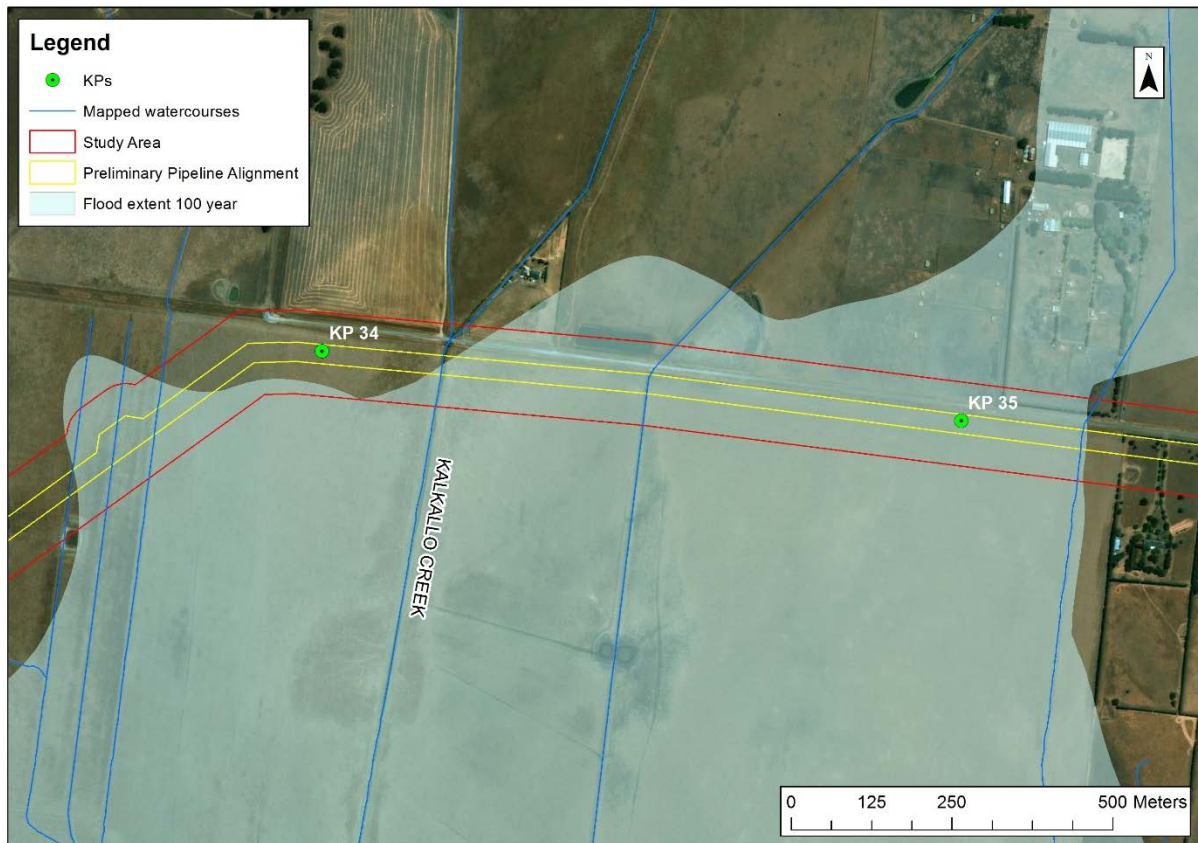 Legend
KPs
Mapped watercourses
Study Area
Preliminary Pipeline Alignment
Flood extent 100 year
N
KP 34
KP 35
KALKALLO CREEK
0 125 250 500 Meters